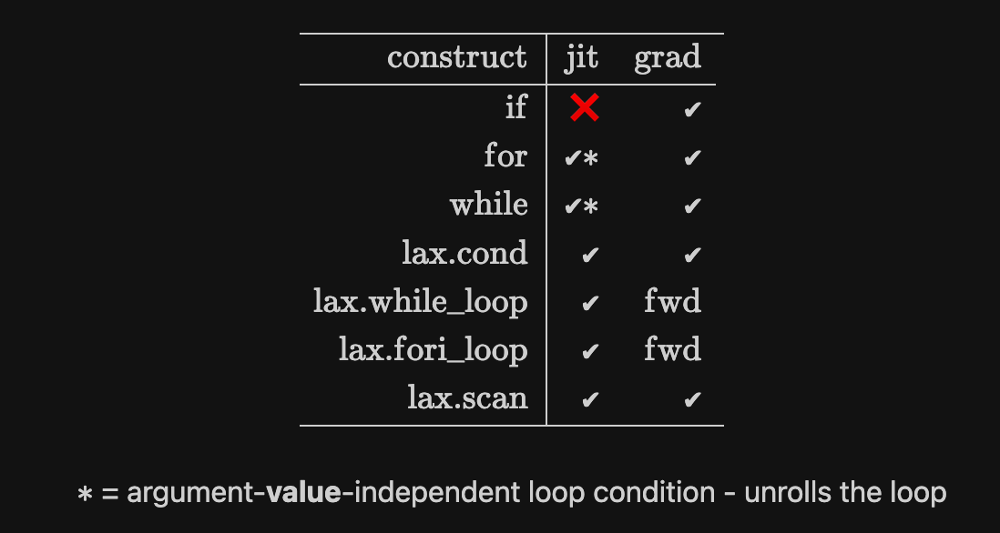 construct jit grad
if ❌ ✔
for ✔* ✔
while ✔* ✔
lax.cond ✔ ✔
lax.while_loop ✔ fwd
lax.fori_loop ✔ fwd
lax.scan ✔ ✔
* = argument-value-independent loop condition - unrolls the loop